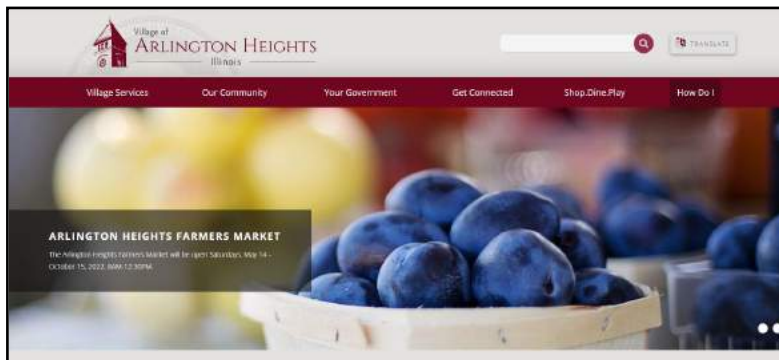 Village of
ARLINGTON HEIGHTS
Illinois
TRANSLATE
Village Services
Our Community
Your Government
Get Connected
Shop.Dine.Play
How Do I
ARLINGTON HEIGHTS FARMERS MARKET
The Arlington Heights Farmers Market will be open Saturdays, May 14 -
October 15, 2022, 8AM-12:30PM.